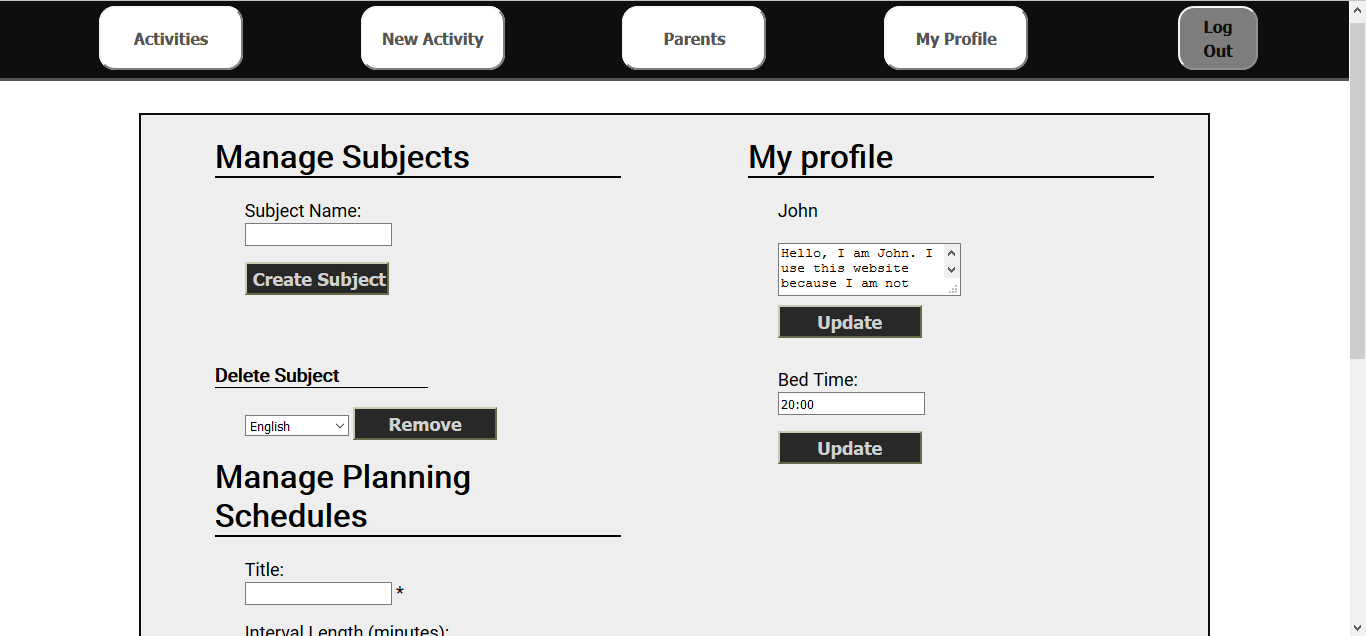 Activities
New Activity
Parents
My Profile
Log
Out
Manage Subjects
Subject Name:
Create Subject
Delete Subject
English
Remove
Manage Planning
Schedules
Title:
*
Interval Length (minutes):
My profile
John
Hello, I am John. I
use this website
because I am not
Update
Bed Time:
20:00
Update